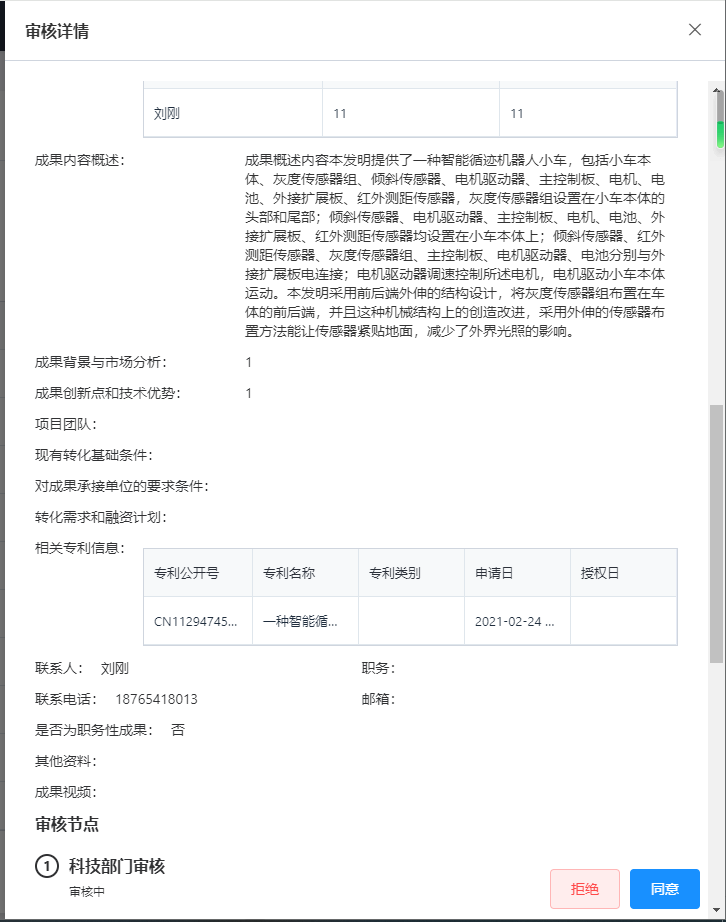 审核详情
刘刚 11 11
成果内容概述： 成果概述内容本发明提供了一种智能循迹机器人小车，包括小车本
体、灰度传感器组、倾斜传感器、电机驱动器、主控制板、电机、电
池、外接扩展板、红外测距传感器，灰度传感器组设置在小车本体的
头部和尾部；倾斜传感器、电机驱动器、主控制板、电机、电池、外
接扩展板、红外测距传感器均设置在小车本体上；倾斜传感器、红外
测距传感器、灰度传感器组、主控制板、电机驱动器、电池分别与外
接扩展板电连接；电机驱动器调速控制所述电机，电机驱动小车本体
运动。本发明采用前后端外伸的结构设计，将灰度传感器组布置在车
体的前后端，并且这种机械结构上的创造改进，采用外伸的传感器布
置方法能让传感器紧贴地面，减少了外界光照的影响。
成果背景与市场分析： 1
成果创新点和技术优势： 1
项目团队：
现有转化基础条件：
对成果承接单位的要求条件：
转化需求和融资计划：
相关专利信息：
专利公开号 专利名称 专利类别 申请日 授权日
CN11294745... 一种智能循... 2021-02-24 ...
联系人： 刘刚 职务：
联系电话： 18765418013 邮箱：
是否为职务性成果： 否
其他资料：
成果视频：
审核节点
1 科技部门审核
审核中
拒绝 同意